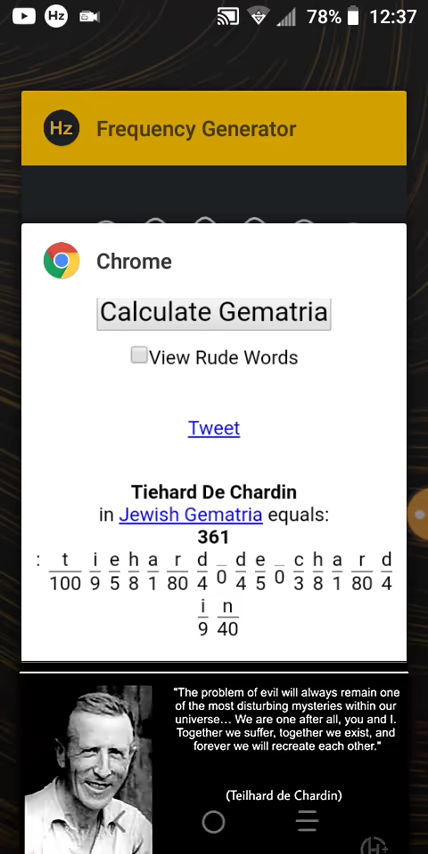 Hz 78% 12:37
Hz Frequency Generator
Chrome
Calculate Gematria
View Rude Words
Tweet
Tiehard De Chardin
in Jewish Gematria equals:
361
: t i e h a r d _ d e _ c h a r d
100 9 5 8 1 80 4 0 4 5 0 3 8 1 80 4
i n
9 40
"The problem of evil will always remain one
of the most disturbing mysteries within our
universe... We are one after all, you and I.
Together we suffer, together we exist, and
forever we will recreate each other."
(Teilhard de Chardin)